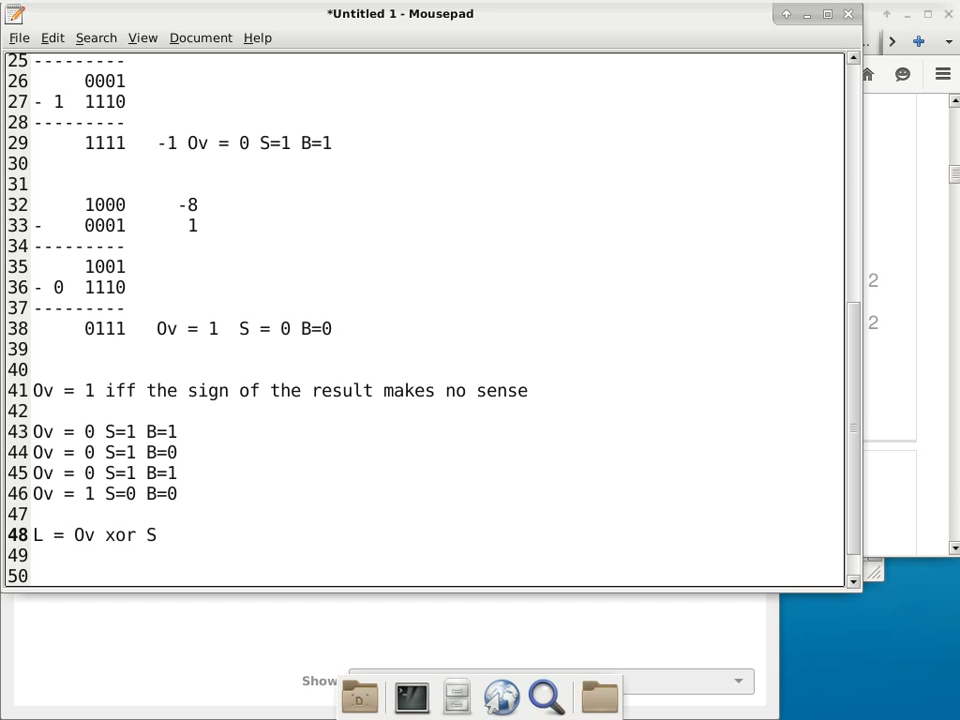 *Untitled 1 - Mousepad
File Edit Search View Document Help
25 ---------
26      0001
27 - 1  1110
28 ---------
29      1111   -1 Ov = 0 S=1 B=1
30
31
32      1000     -8
33 -    0001      1
34 ---------
35      1001
36 - 0  1110
37 ---------
38      0111   Ov = 1  S = 0 B=0
39
40
41 Ov = 1 iff the sign of the result makes no sense
42
43 Ov = 0 S=1 B=1
44 Ov = 0 S=1 B=0
45 Ov = 0 S=1 B=1
46 Ov = 1 S=0 B=0
47
48 L = Ov xor S
49
50
2
2
Show
D